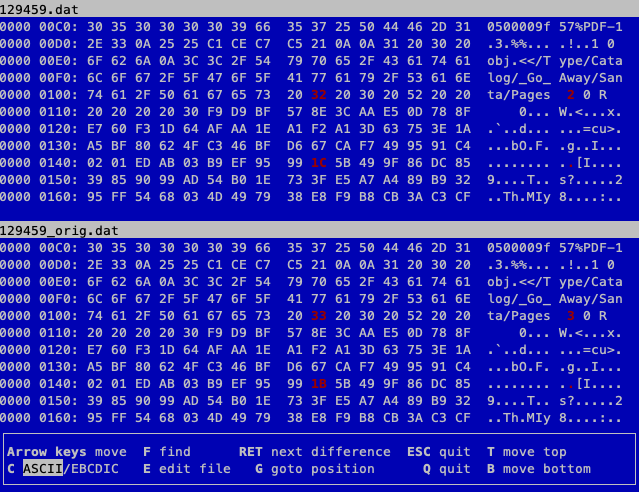 129459.dat
0000 00C0: 30 35 30 30 30 30 39 66 35 37 25 50 44 46 2D 31 0500009f 57%PDF-1
0000 00D0: 2E 33 0A 25 25 C1 CE C7 C5 21 0A 0A 31 20 30 20 .3.%%... .!..1 0
0000 00E0: 6F 62 6A 0A 3C 3C 2F 54 79 70 65 2F 43 61 74 61 obj.<</T ype/Cata
0000 00F0: 6C 6F 67 2F 5F 47 6F 5F 41 77 61 79 2F 53 61 6E log/_Go_ Away/San
0000 0100: 74 61 2F 50 61 67 65 73 20 32 20 30 20 52 20 20 ta/Pages 2 0 R
0000 0110: 20 20 20 20 30 F9 D9 BF 57 8E 3C AA E5 0D 78 8F 0... W.<...x.
0000 0120: E7 60 F3 1D 64 AF AA 1E A1 F2 A1 3D 63 75 3E 1A .`..d... ...=cu>.
0000 0130: A5 BF 80 62 4F C3 46 BF D6 67 CA F7 49 95 91 C4 ...bO.F. .g..I...
0000 0140: 02 01 ED AB 03 B9 EF 95 99 1C 5B 49 9F 86 DC 85 ........ ..[I....
0000 0150: 39 85 90 99 AD 54 B0 1E 73 3F E5 A7 A4 89 B9 32 9....T.. s?.....2
0000 0160: 95 FF 54 68 03 4D 49 79 38 E8 F9 B8 CB 3A C3 CF ..Th.MIy 8....:..
129459_orig.dat
0000 00C0: 30 35 30 30 30 30 39 66 35 37 25 50 44 46 2D 31 0500009f 57%PDF-1
0000 00D0: 2E 33 0A 25 25 C1 CE C7 C5 21 0A 0A 31 20 30 20 .3.%%... .!..1 0
0000 00E0: 6F 62 6A 0A 3C 3C 2F 54 79 70 65 2F 43 61 74 61 obj.<</T ype/Cata
0000 00F0: 6C 6F 67 2F 5F 47 6F 5F 41 77 61 79 2F 53 61 6E log/_Go_ Away/San
0000 0100: 74 61 2F 50 61 67 65 73 20 33 20 30 20 52 20 20 ta/Pages 3 0 R
0000 0110: 20 20 20 20 30 F9 D9 BF 57 8E 3C AA E5 0D 78 8F 0... W.<...x.
0000 0120: E7 60 F3 1D 64 AF AA 1E A1 F2 A1 3D 63 75 3E 1A .`..d... ...=cu>.
0000 0130: A5 BF 80 62 4F C3 46 BF D6 67 CA F7 49 95 91 C4 ...bO.F. .g..I...
0000 0140: 02 01 ED AB 03 B9 EF 95 99 1B 5B 49 9F 86 DC 85 ........ ..[I....
0000 0150: 39 85 90 99 AD 54 B0 1E 73 3F E5 A7 A4 89 B9 32 9....T.. s?.....2
0000 0160: 95 FF 54 68 03 4D 49 79 38 E8 F9 B8 CB 3A C3 CF ..Th.MIy 8....:..
Arrow keys move F find RET next difference ESC quit T move top
C ASCII/EBCDIC E edit file G goto position Q quit B move bottom